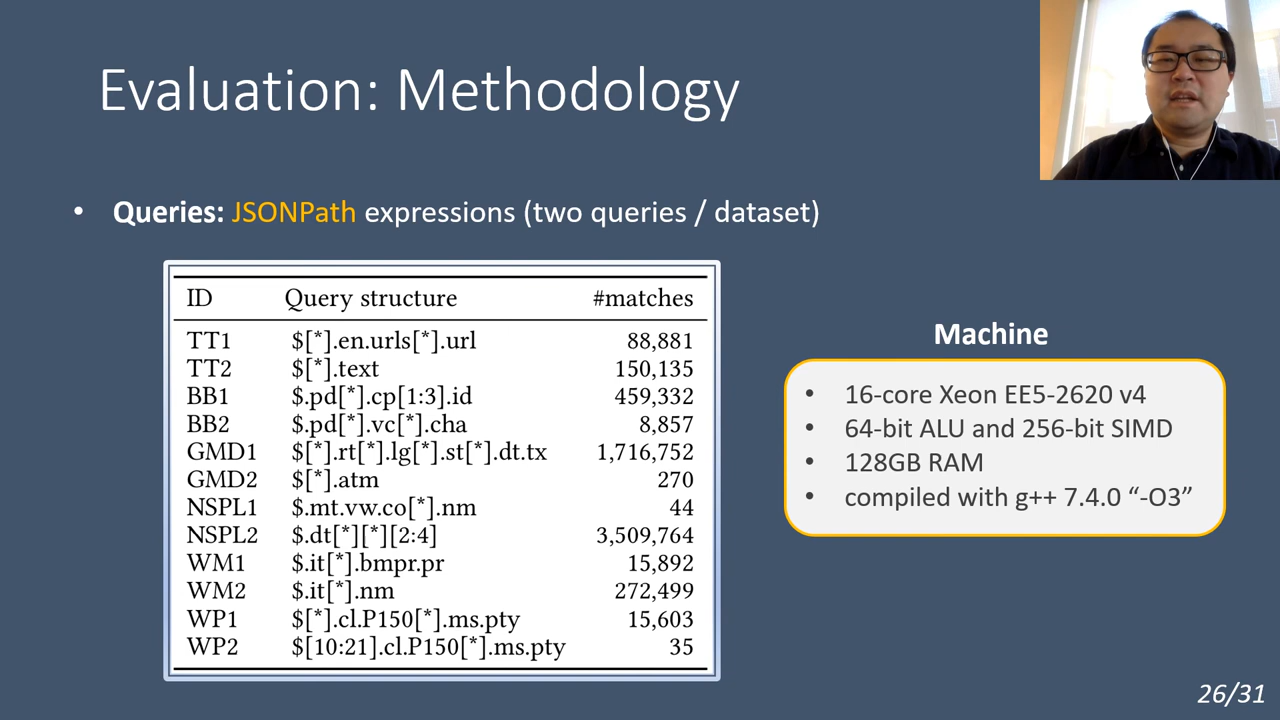 Evaluation: Methodology
• Queries: JSONPath expressions (two queries / dataset)
ID Query structure #matches
TT1 $[*].en.urls[*].url 88,881
TT2 $[*].text 150,135
BB1 $.pd[*].cp[1:3].id 459,332
BB2 $.pd[*].vc[*].cha 8,857
GMD1 $[*].rt[*].lg[*].st[*].dt.tx 1,716,752
GMD2 $[*].atm 270
NSPL1 $.mt.vw.co[*].nm 44
NSPL2 $.dt[*][*][2:4] 3,509,764
WM1 $.it[*].bmpr.pr 15,892
WM2 $.it[*].nm 272,499
WP1 $[*].cl.P150[*].ms.pty 15,603
WP2 $[10:21].cl.P150[*].ms.pty 35
Machine
• 16-core Xeon EE5-2620 v4
• 64-bit ALU and 256-bit SIMD
• 128GB RAM
• compiled with g++ 7.4.0 “-O3”
26/31